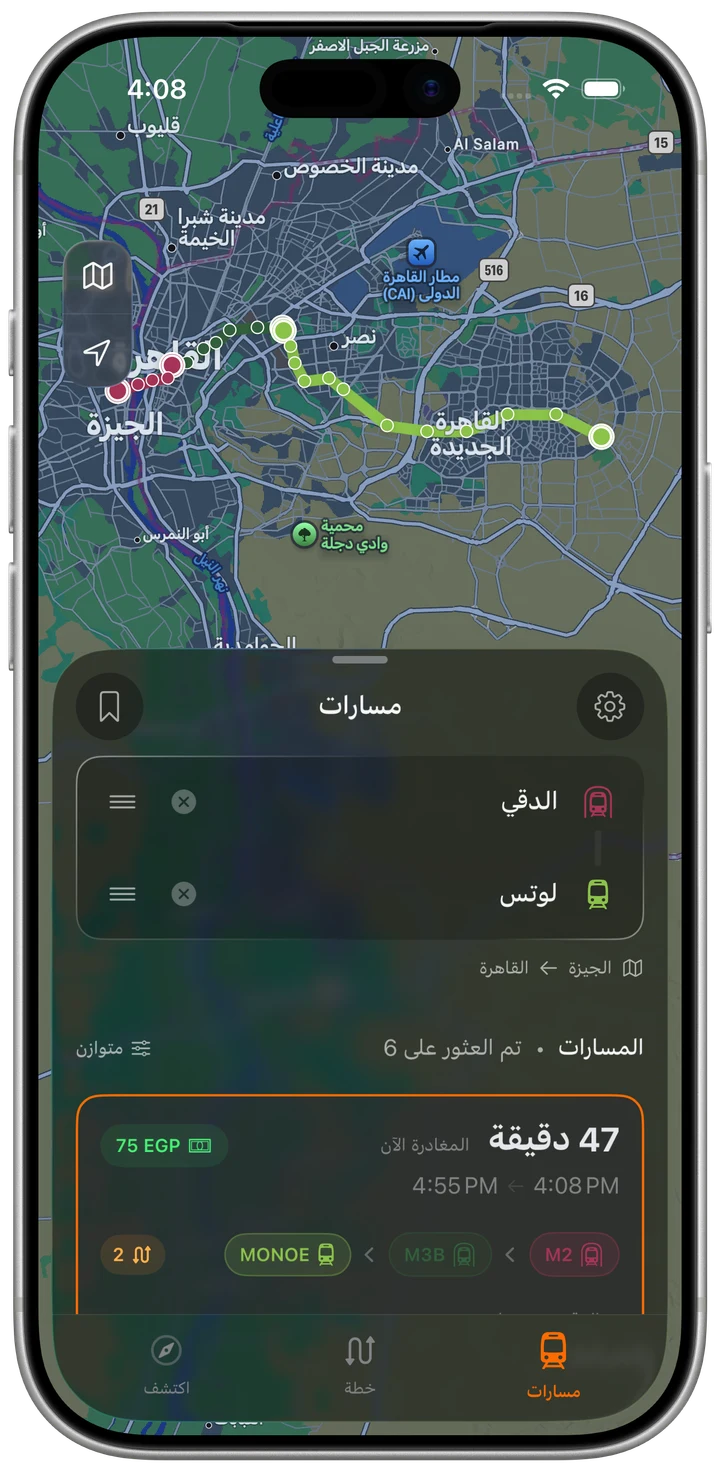 مزرعة الجبل الاصفر
4:08
قليوب
Al Salam
15
مدينة الخصوص
21
مدينة شبرا
الخيمة
مطار القاهرة
الدولي (CAI)
516
16
نصر
القاهرة
الجيزة
القاهرة
الجديدة
محمية
وادي دجلة
أبو النمرس
نهر النيل
الحوامدية
مسارات
الدقي
لوتس
الجيزة ← القاهرة
المسارات • تم العثور على 6
متوازن
47 دقيقة المغادرة الآن
75 EGP
4:08 PM ← 4:55 PM
M2 > M3B > MONOE
2
مسارات
خطة
اكتشف